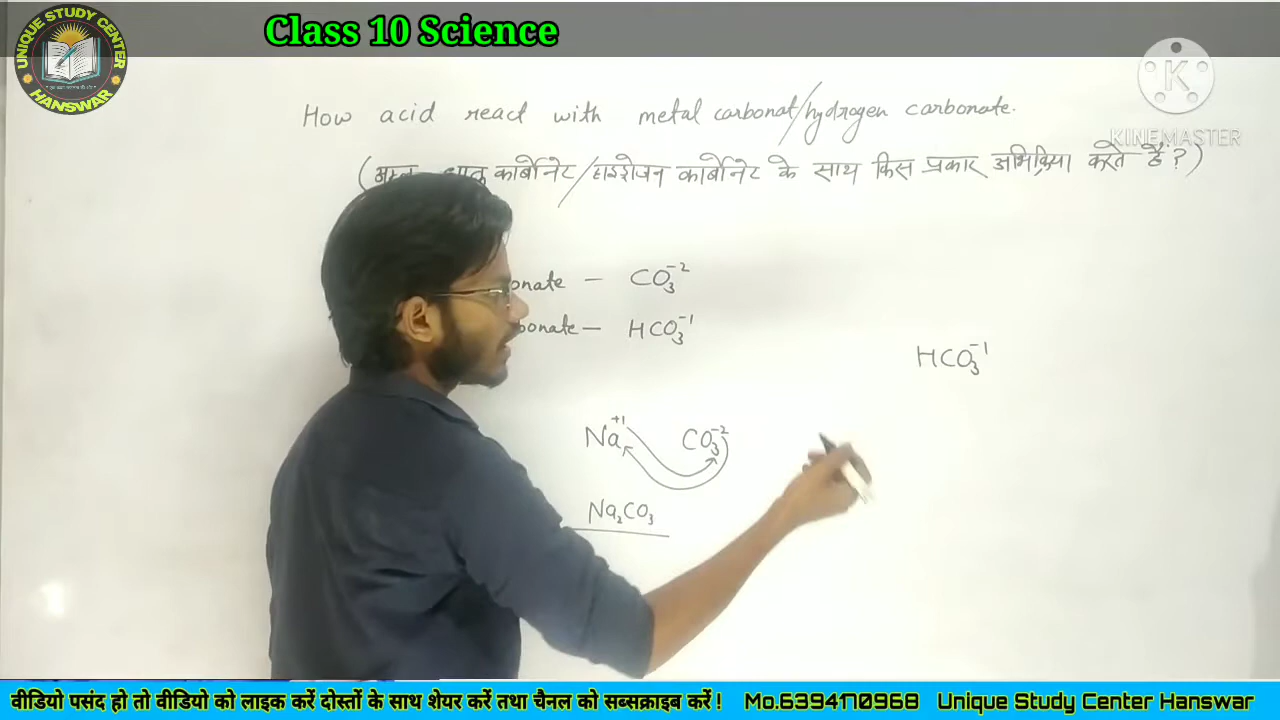 Class 10 Science
UNIQUE STUDY CENTER
HANSWAR
K
KINEMASTER
How acid react with metal carbonat/hydrogen carbonate.
कार्बोनेट/हाइड्रोजन कार्बोनेट के साथ किस प्रकार अभिक्रिया करते हैं?)
onate — CO₃⁻²
bonate — HCO₃⁻¹
HCO₃⁻¹
Na⁺¹ CO₃⁻²
Na₂CO₃
वीडियो पसंद हो तो वीडियो को लाइक करें दोस्तों के साथ शेयर करें तथा चैनल को सब्सक्राइब करें ! Mo.6394170968 Unique Study Center Hanswar